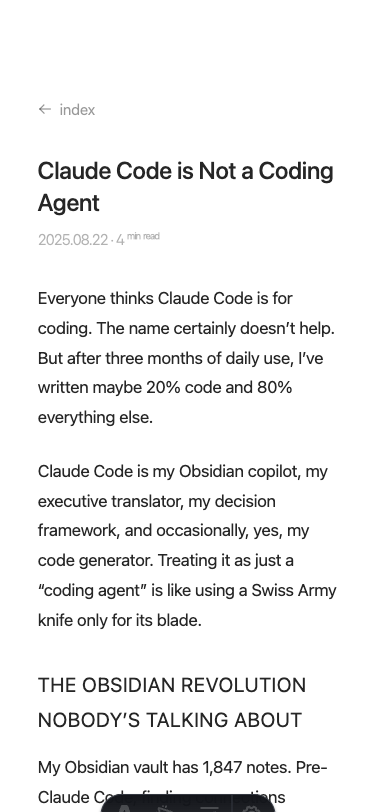 ← index
Claude Code is Not a Coding
Agent
2025.08.22 · 4 min read
Everyone thinks Claude Code is for
coding. The name certainly doesn’t help.
But after three months of daily use, I’ve
written maybe 20% code and 80%
everything else.
Claude Code is my Obsidian copilot, my
executive translator, my decision
framework, and occasionally, yes, my
code generator. Treating it as just a
“coding agent” is like using a Swiss Army
knife only for its blade.
THE OBSIDIAN REVOLUTION
NOBODY’S TALKING ABOUT
My Obsidian vault has 1,847 notes. Pre-
Claude